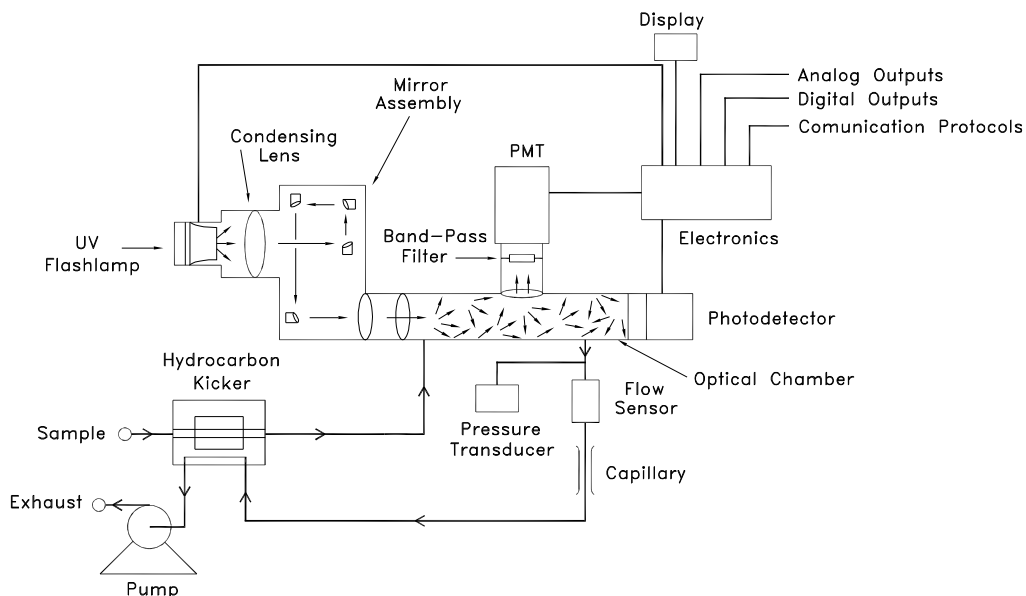 Display
Analog Outputs
Digital Outputs
Comunication Protocols
Mirror
Assembly
Condensing
Lens
PMT
UV
Flashlamp
Band-Pass
Filter
Electronics
Photodetector
Hydrocarbon
Kicker
Optical Chamber
Flow
Sensor
Sample
Pressure
Transducer
Capillary
Exhaust
Pump